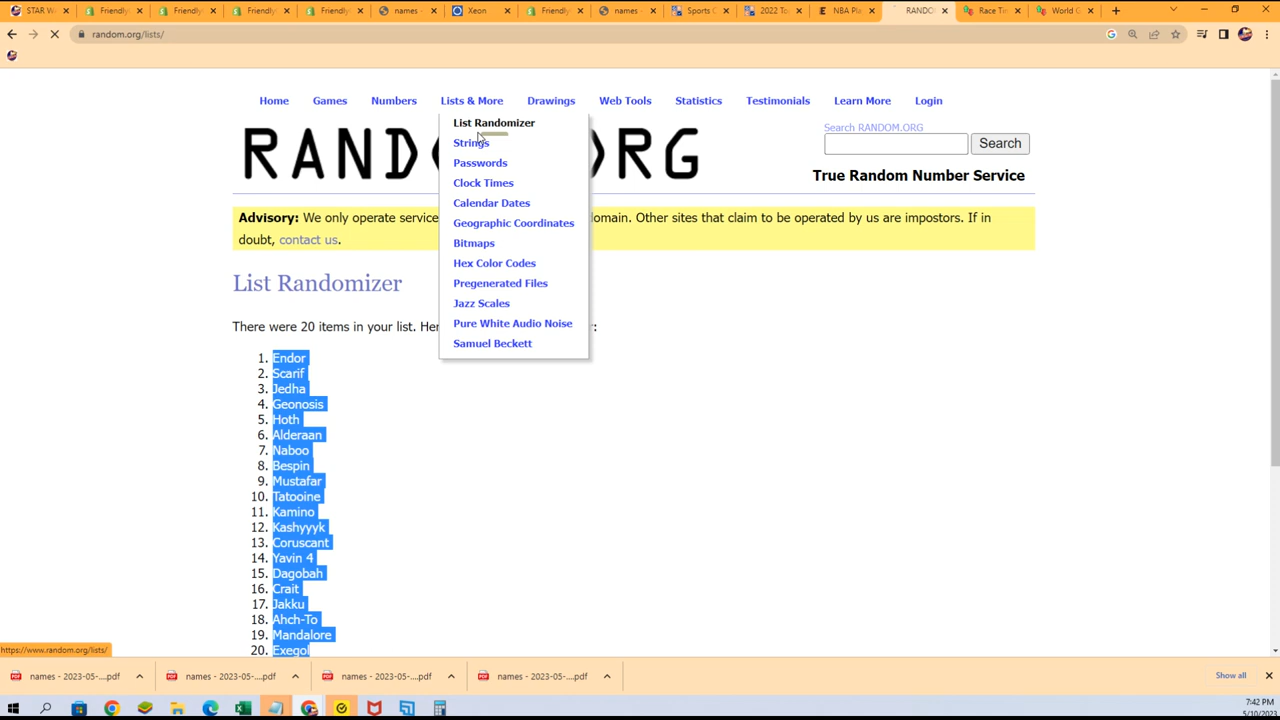 STAR W
Friendly
Friendly
Friendly
Friendly
names -
Xeon
Friendly
names -
Sports C
2022 To
NBA Pla
RANDO
Race Tim
World G
random.org/lists/
Home
Games
Numbers
Lists & More
Drawings
Web Tools
Statistics
Testimonials
Learn More
Login
List Randomizer
Strings
Passwords
Clock Times
Calendar Dates
Geographic Coordinates
Bitmaps
Hex Color Codes
Pregenerated Files
Jazz Scales
Pure White Audio Noise
Samuel Beckett
RAND
ORG
Search RANDOM.ORG
Search
True Random Number Service
Advisory: We only operate service
omain. Other sites that claim to be operated by us are impostors. If in
doubt, contact us.
List Randomizer
There were 20 items in your list. Her
r:
1. Endor
2. Scarif
3. Jedha
4. Geonosis
5. Hoth
6. Alderaan
7. Naboo
8. Bespin
9. Mustafar
10. Tatooine
11. Kamino
12. Kashyyyk
13. Coruscant
14. Yavin 4
15. Dagobah
16. Crait
17. Jakku
18. Ahch-To
19. Mandalore
20. Exegol
https://www.random.org/lists/
names - 2023-05-....pdf
names - 2023-05-....pdf
names - 2023-05-....pdf
names - 2023-05-....pdf
Show all
7:42 PM
5/10/2023